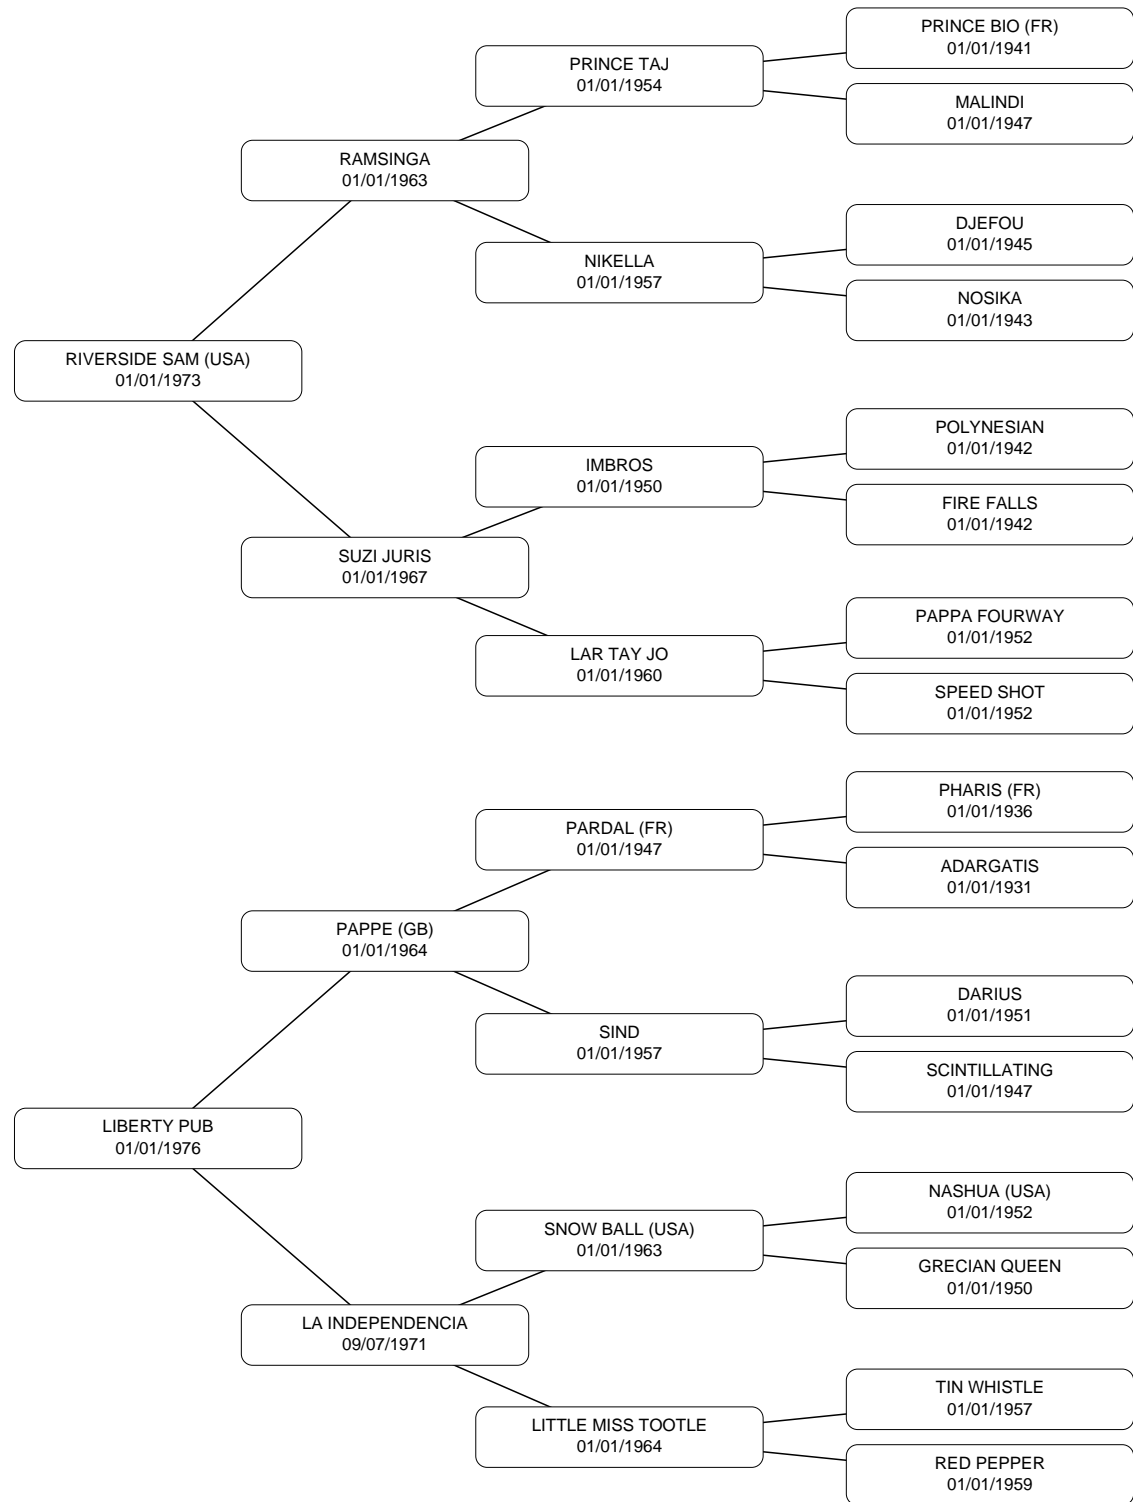 PRINCE BIO (FR)
01/01/1941
PRINCE TAJ
01/01/1954
MALINDI
01/01/1947
RAMSINGA
01/01/1963
DJEFOU
01/01/1945
NIKELLA
01/01/1957
NOSIKA
01/01/1943
RIVERSIDE SAM (USA)
01/01/1973
POLYNESIAN
01/01/1942
IMBROS
01/01/1950
FIRE FALLS
01/01/1942
SUZI JURIS
01/01/1967
PAPPA FOURWAY
01/01/1952
LAR TAY JO
01/01/1960
SPEED SHOT
01/01/1952
PHARIS (FR)
01/01/1936
PARDAL (FR)
01/01/1947
ADARGATIS
01/01/1931
PAPPE (GB)
01/01/1964
DARIUS
01/01/1951
SIND
01/01/1957
SCINTILLATING
01/01/1947
LIBERTY PUB
01/01/1976
NASHUA (USA)
01/01/1952
SNOW BALL (USA)
01/01/1963
GRECIAN QUEEN
01/01/1950
LA INDEPENDENCIA
09/07/1971
TIN WHISTLE
01/01/1957
LITTLE MISS TOOTLE
01/01/1964
RED PEPPER
01/01/1959